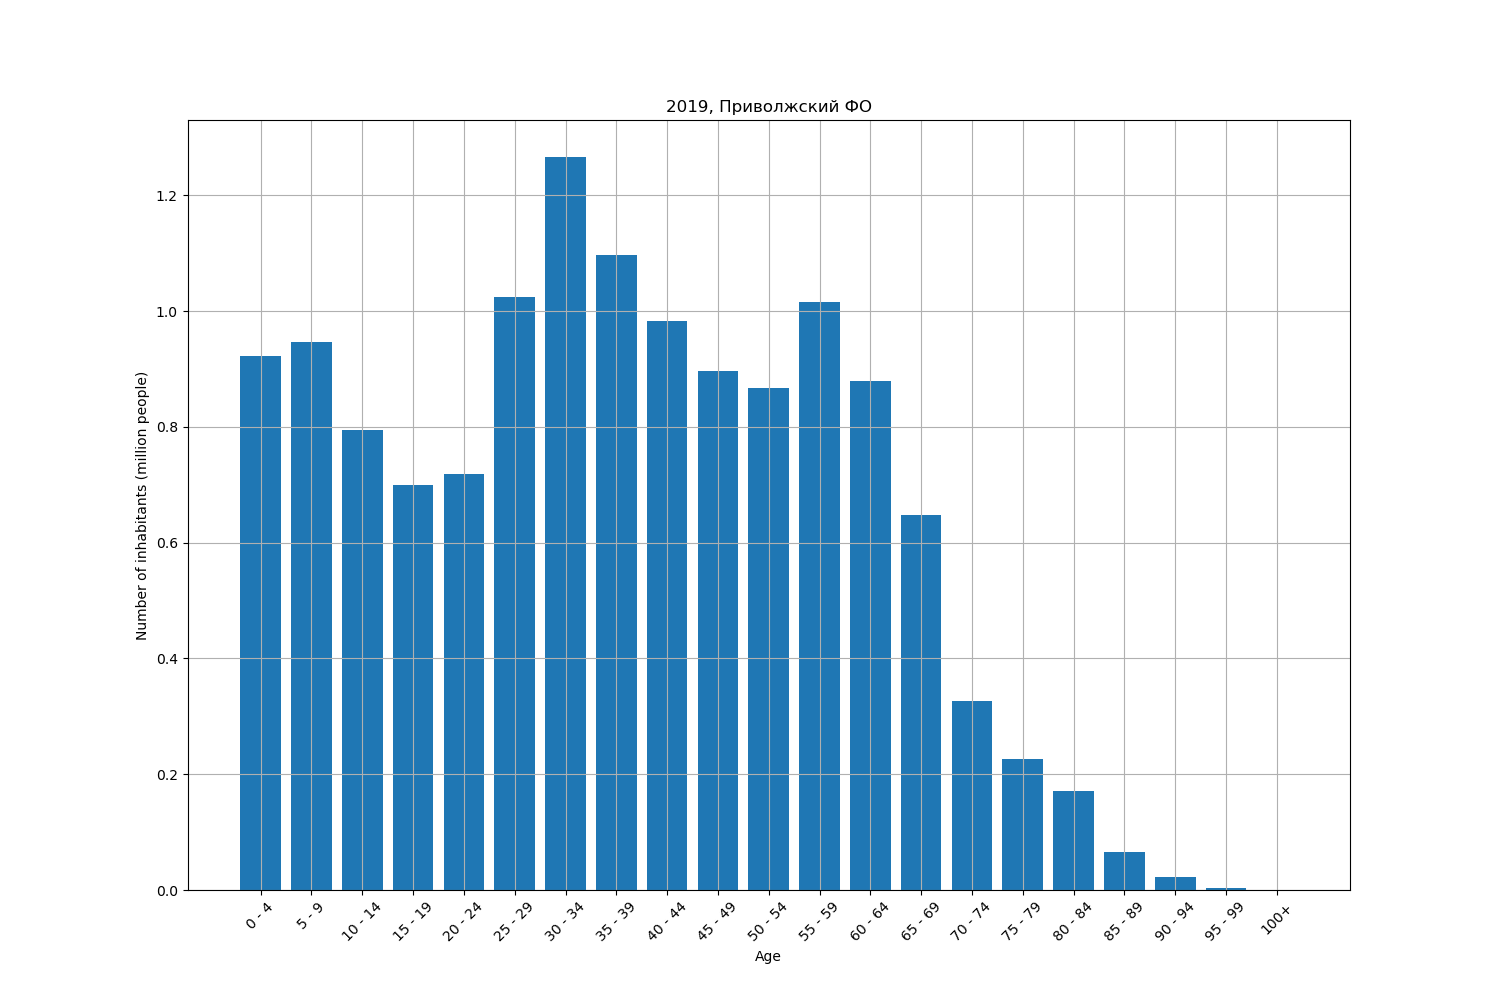 2019, Приволжский ФО
Number of inhabitants (million people)
1.2
1.0
0.8
0.6
0.4
0.2
0.0
0 - 4
5 - 9
10 - 14
15 - 19
20 - 24
25 - 29
30 - 34
35 - 39
40 - 44
45 - 49
50 - 54
55 - 59
60 - 64
65 - 69
70 - 74
75 - 79
80 - 84
85 - 89
90 - 94
95 - 99
100+
Age